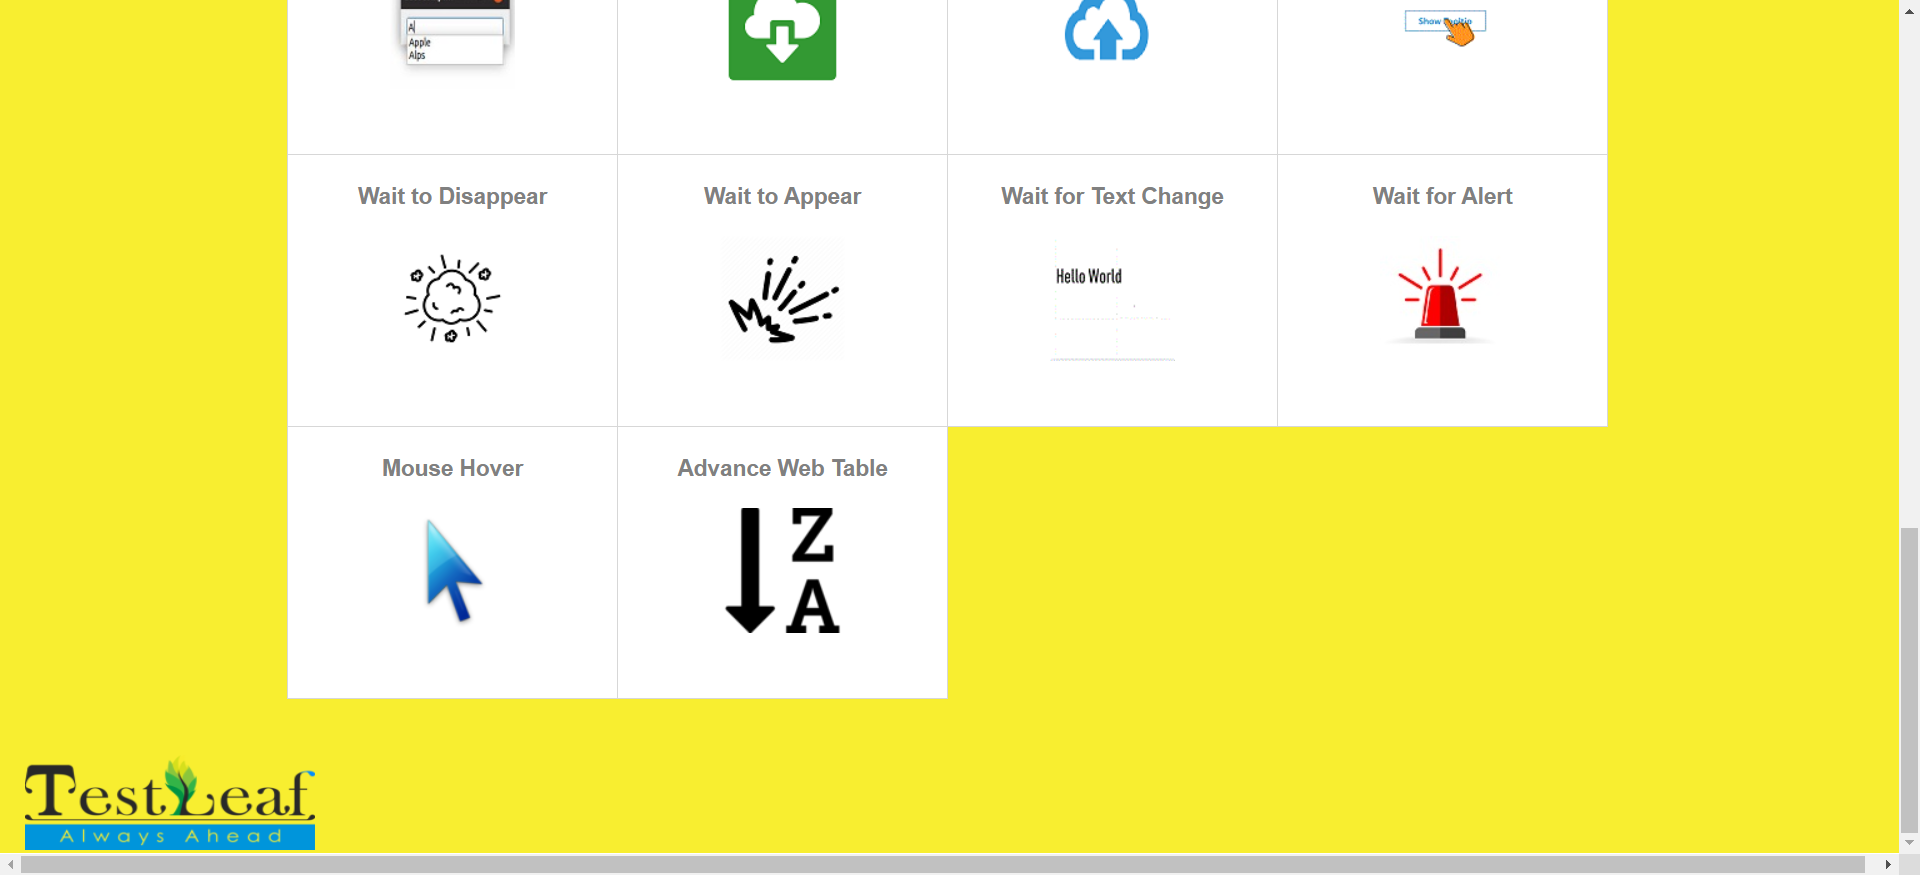 A
Apple
Alps
Show Tooltip
Wait to Disappear
Wait to Appear
Wait for Text Change
Wait for Alert
Hello World
Mouse Hover
Advance Web Table
Z
A
TestLeaf
Always Ahead